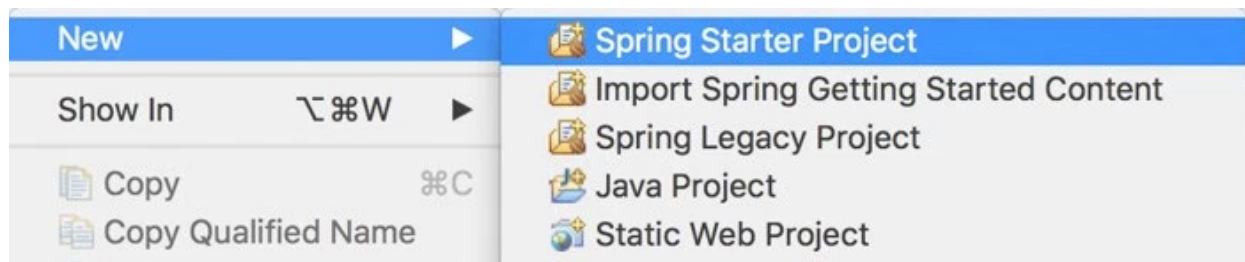 New ▶
Show In ⌥⌘W ▶
Copy ⌘C
Copy Qualified Name
Spring Starter Project
Import Spring Getting Started Content
Spring Legacy Project
Java Project
Static Web Project